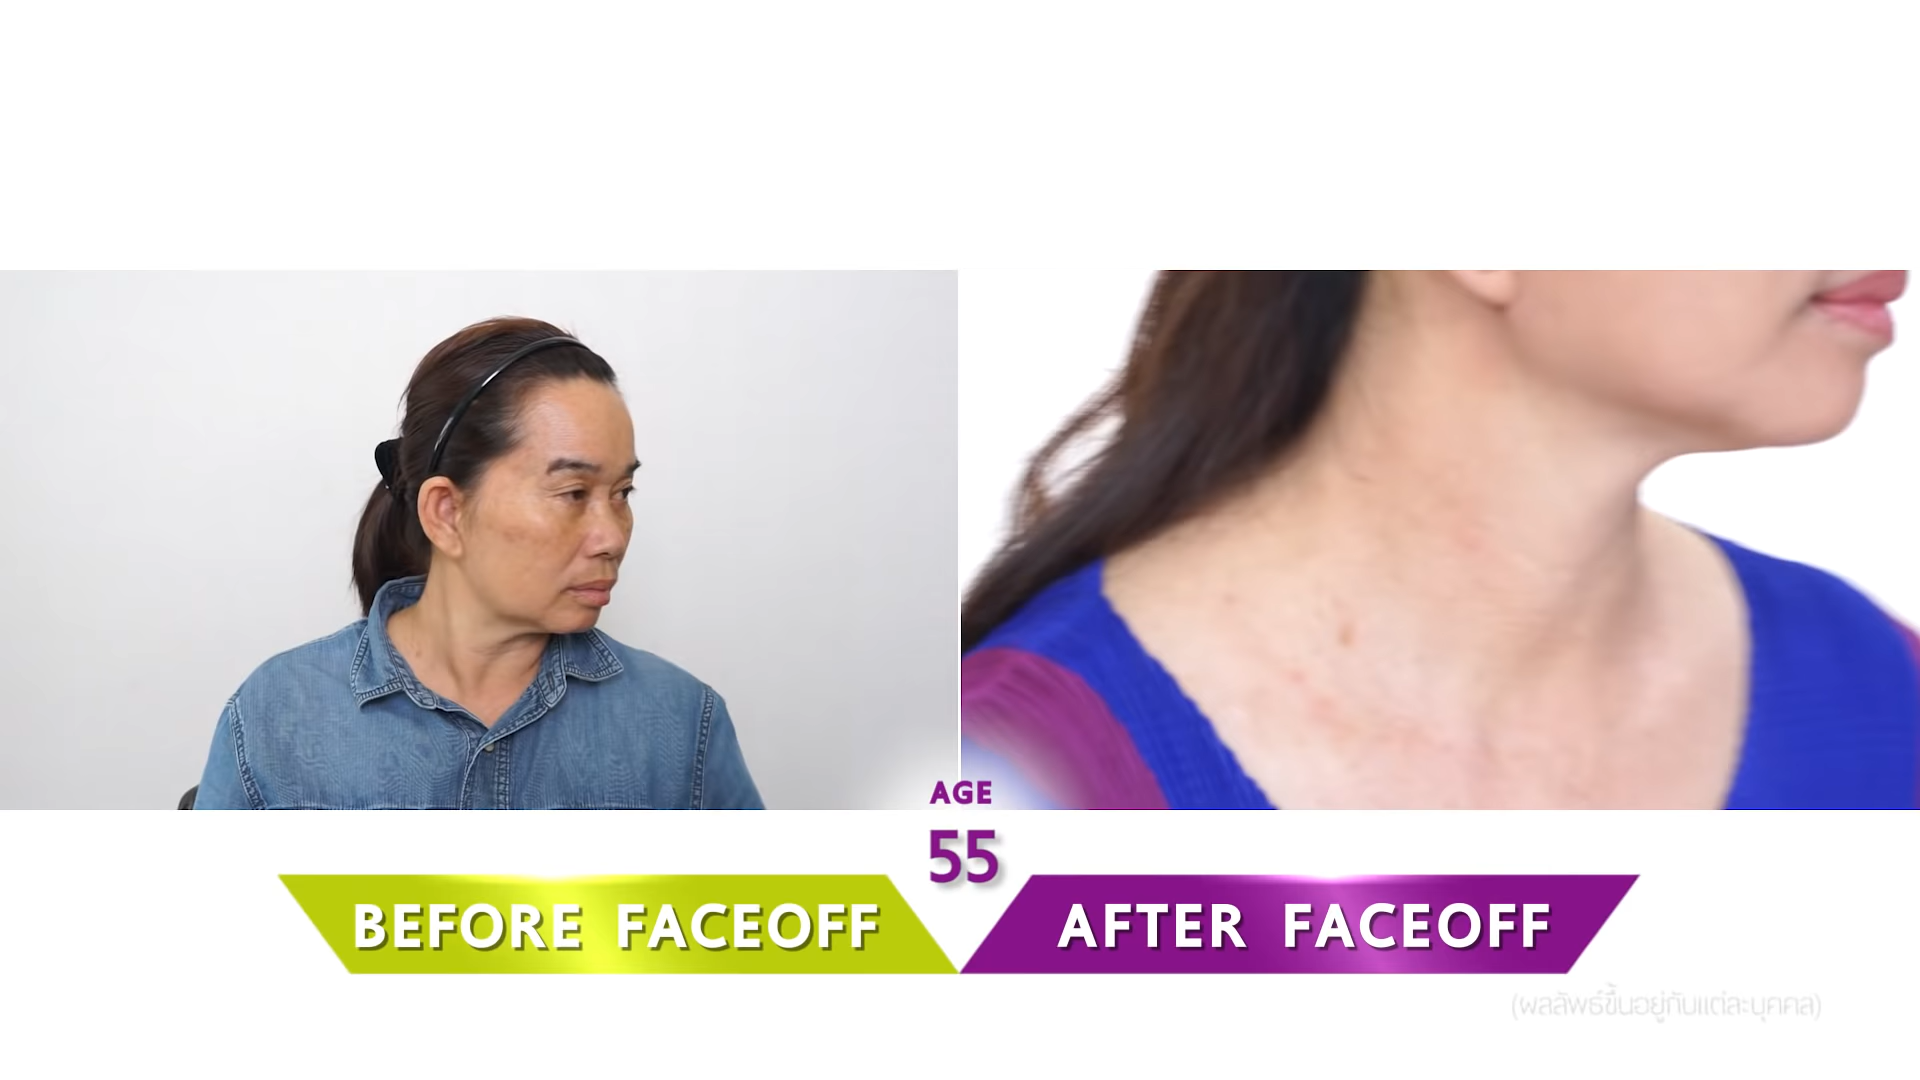 AGE
55
BEFORE FACEOFF
AFTER FACEOFF
(ผลลัพธ์ขึ้นอยู่กับแต่ละบุคคล)